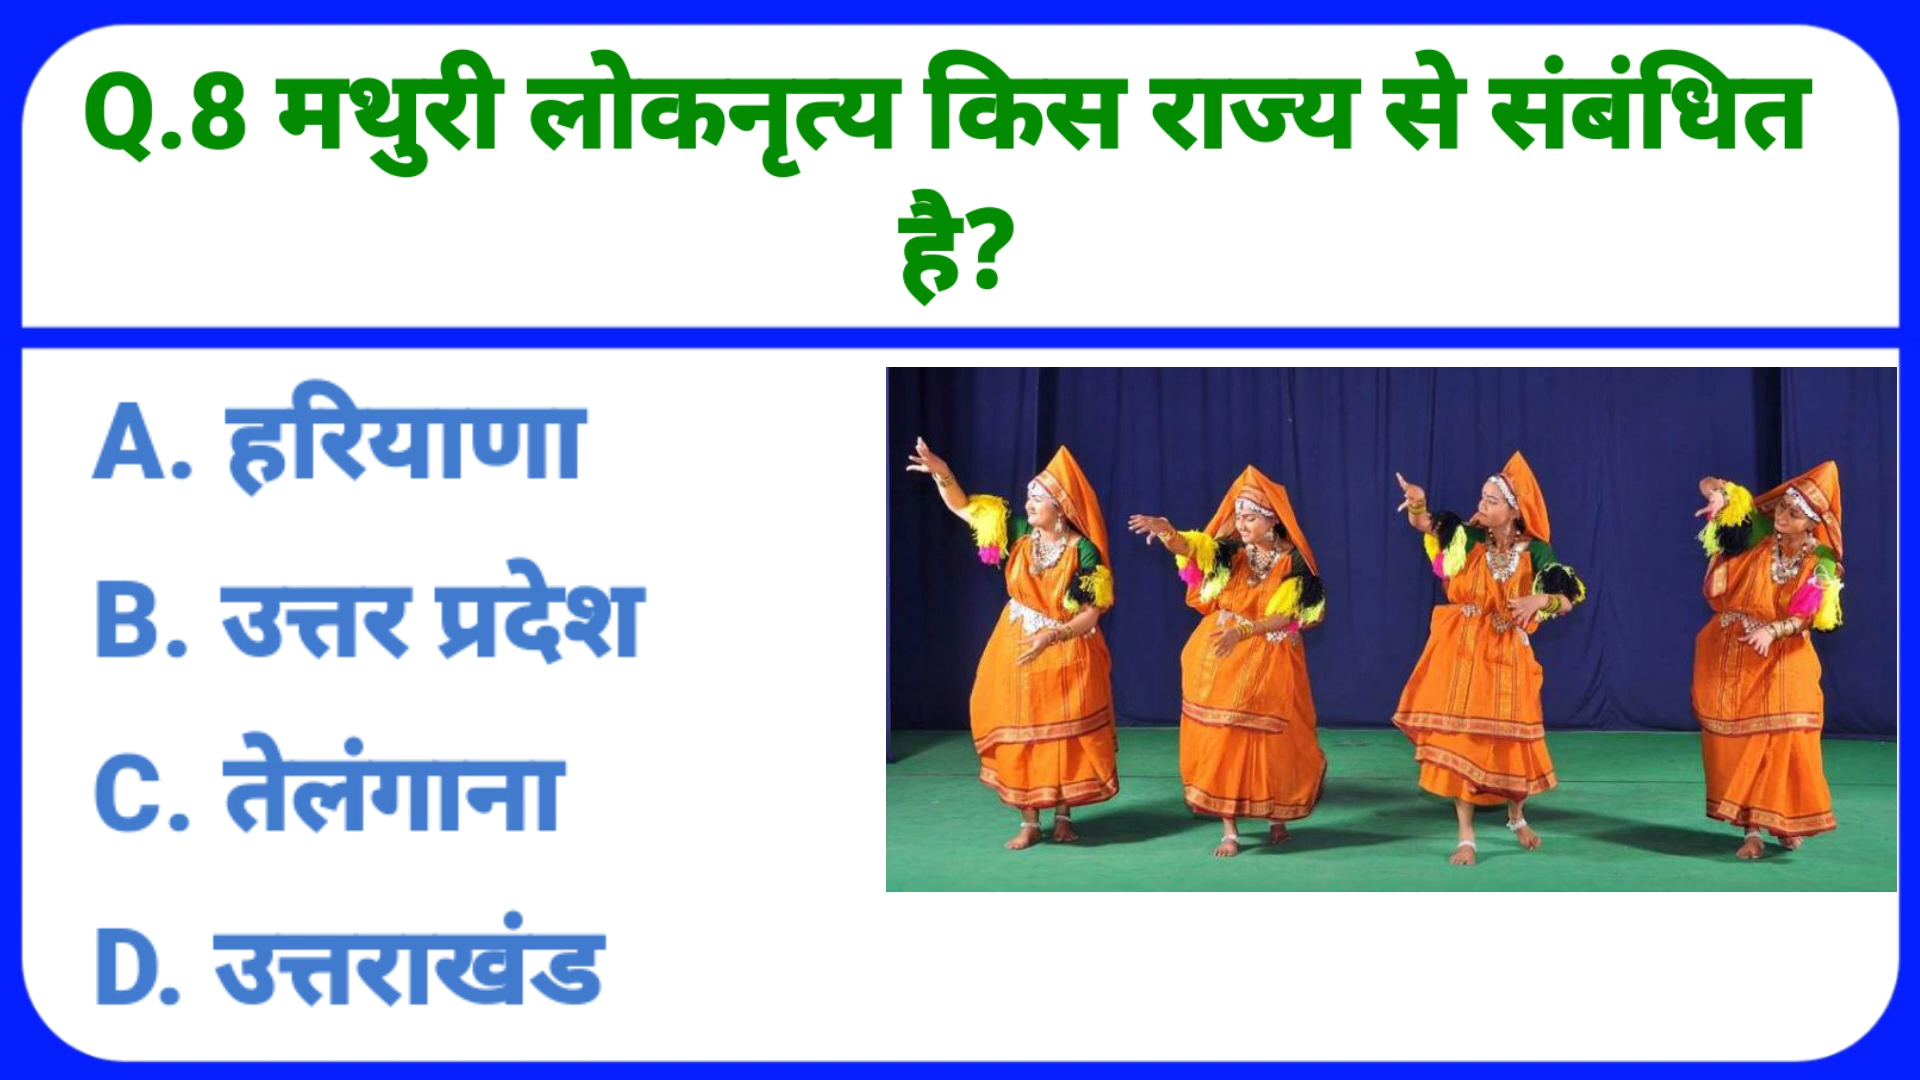 Q.8 मथुरी लोकनृत्य किस राज्य से संबंधित
है?
A. हरियाणा
B. उत्तर प्रदेश
C. तेलंगाना
D. उत्तराखंड